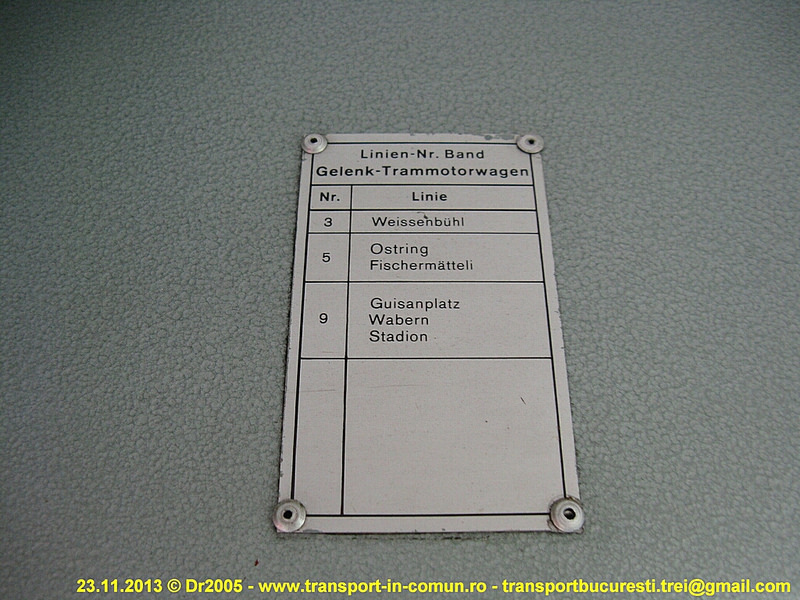 Linien-Nr. Band
Gelenk-Trammotorwagen
Nr. Linie
3 Weissenbühl
5 Ostring
Fischermätteli
9 Guisanplatz
Wabern
Stadion
23.11.2013 © Dr2005 - www.transport-in-comun.ro - transportbucuresti.trei@gmail.com